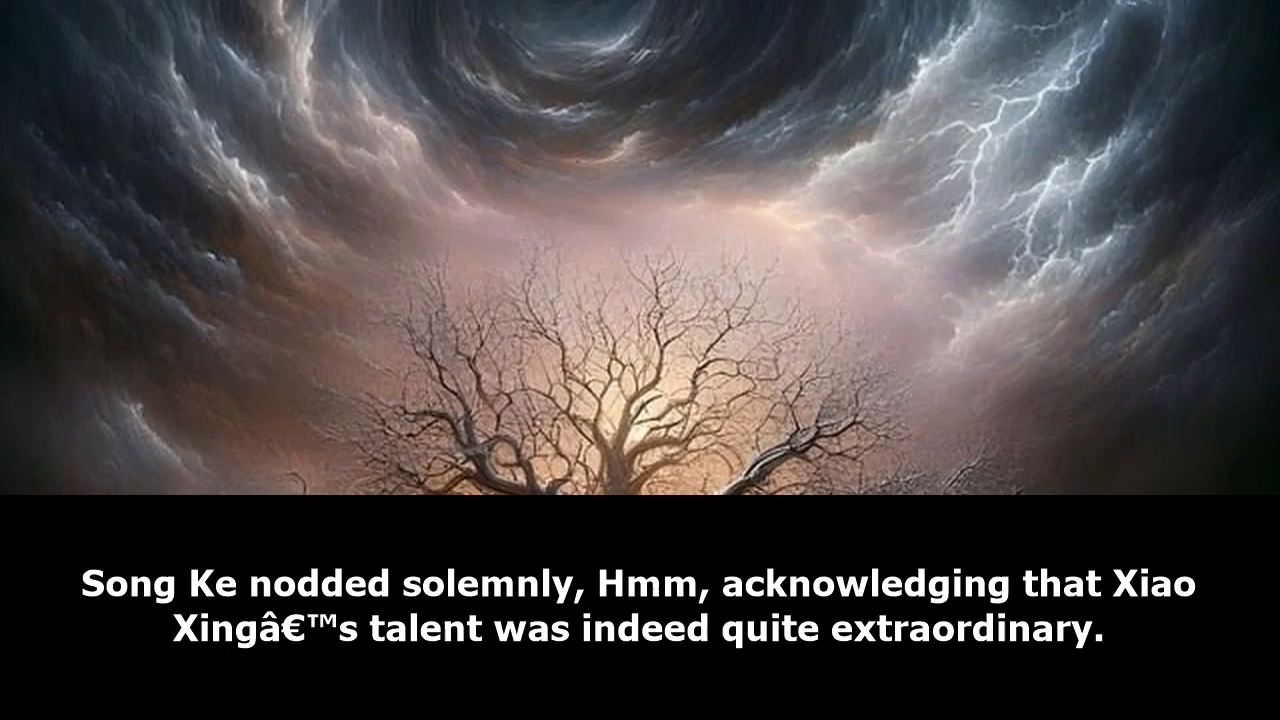 Song Ke nodded solemnly, Hmm, acknowledging that Xiao
Xingâ€™s talent was indeed quite extraordinary.